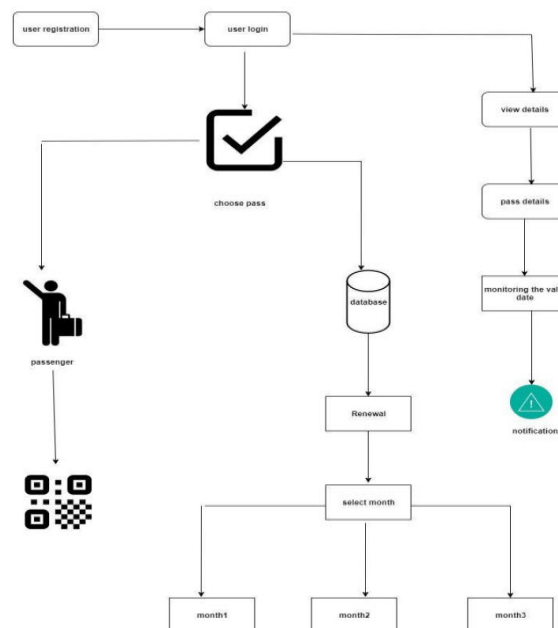 user registration
user login
view details
choose pass
pass details
database
monitoring the val
date
passenger
Renewal
notification
select month
month1
month2
month3